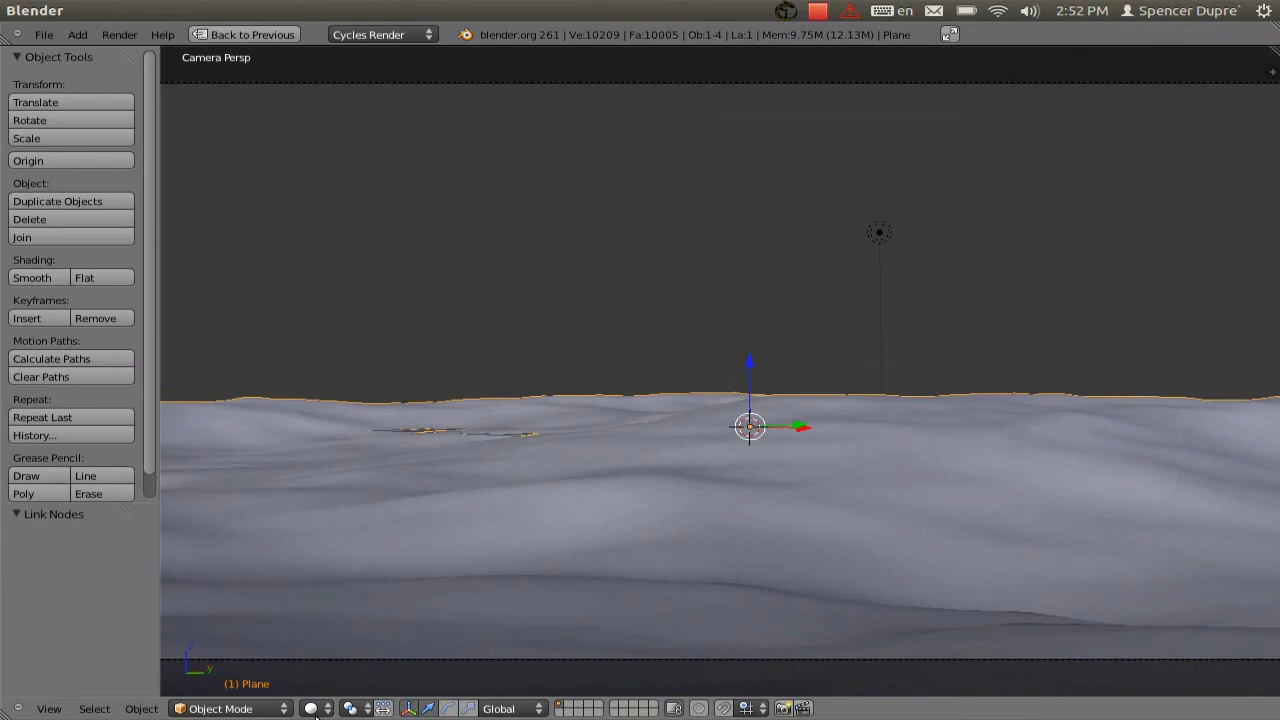 Blender
en
2:52 PM
Spencer Dupre`
File Add Render Help
Back to Previous
Cycles Render
blender.org 261 | Ve:10209 | Fa:10005 | Ob:1-4 | La:1 | Mem:9.75M (12.13M) | Plane
Object Tools
Camera Persp
Transform:
Translate
Rotate
Scale
Origin
Object:
Duplicate Objects
Delete
Join
Shading:
Smooth Flat
Keyframes:
Insert Remove
Motion Paths:
Calculate Paths
Clear Paths
Repeat:
Repeat Last
History...
Grease Pencil:
Draw Line
Poly Erase
Link Nodes
z
y
(1) Plane
View Select Object
Object Mode
Global